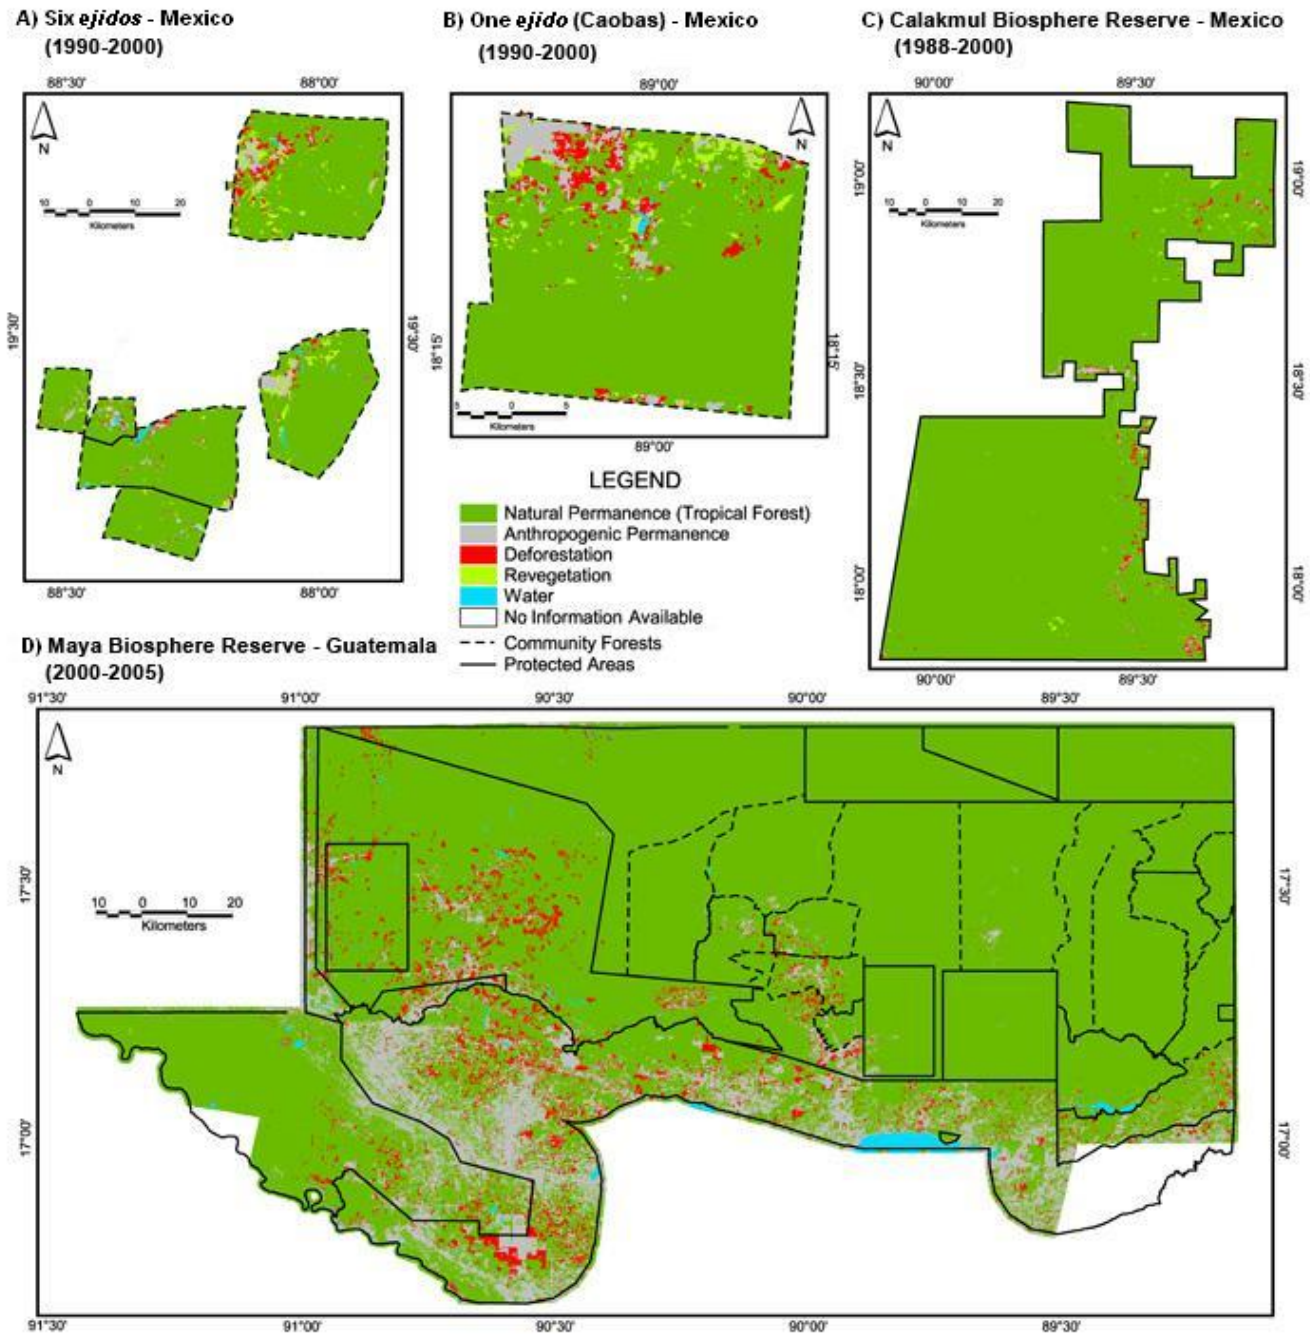 A) Six ejidos - Mexico
(1990-2000)
88°30'
88°00'
N
10 0 10 20
Kilometers
19°30'
19°30'
88°30'
88°00'
B) One ejido (Caobas) - Mexico
(1990-2000)
89°00'
N
18°15'
18°15'
5 0 5
Kilometers
89°00'
C) Calakmul Biosphere Reserve - Mexico
(1988-2000)
90°00'
89°30'
N
19°00'
19°00'
10 0 10 20
Kilometers
18°30'
18°30'
18°00'
18°00'
90°00'
89°30'
LEGEND
Natural Permanence (Tropical Forest)
Anthropogenic Permanence
Deforestation
Revegetation
Water
No Information Available
Community Forests
Protected Areas
D) Maya Biosphere Reserve - Guatemala
(2000-2005)
91°30'
91°00'
90°30'
90°00'
89°30'
N
17°30'
17°30'
10 0 10 20
Kilometers
17°00'
17°00'
91°30'
91°00'
90°30'
90°00'
89°30'